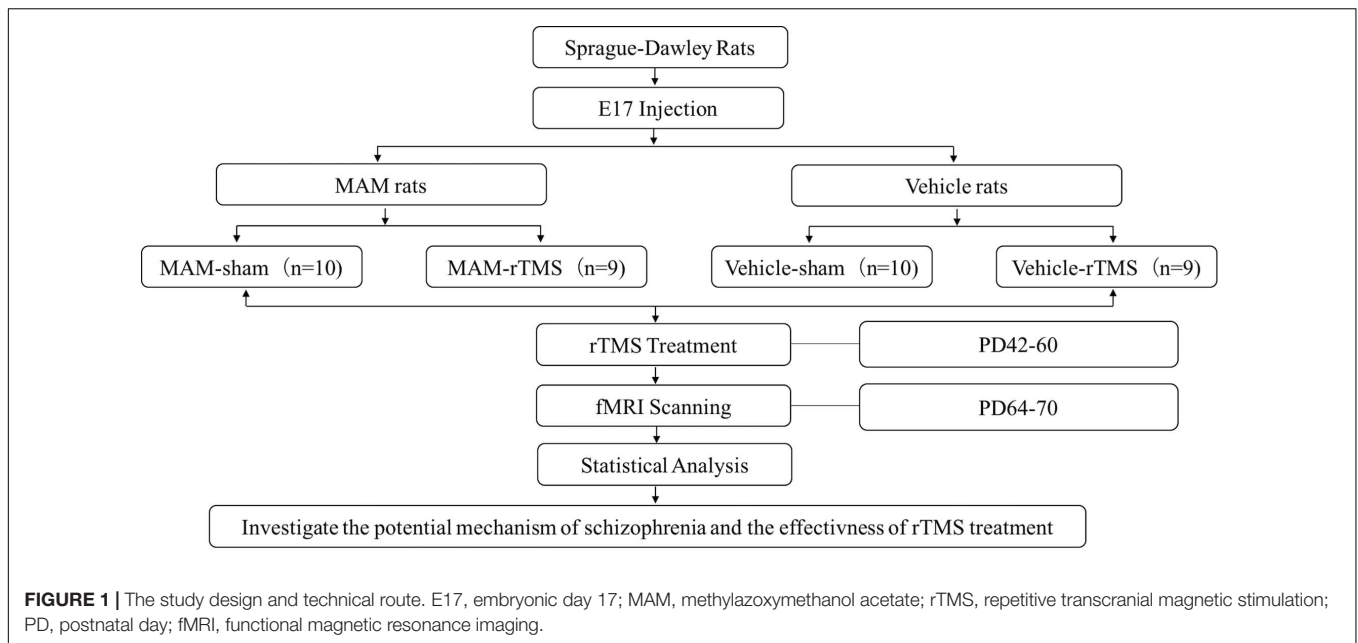 Sprague-Dawley Rats
E17 Injection
MAM rats
Vehicle rats
MAM-sham（n=10）
MAM-rTMS（n=9）
Vehicle-sham（n=10）
Vehicle-rTMS（n=9）
rTMS Treatment
PD42-60
fMRI Scanning
PD64-70
Statistical Analysis
Investigate the potential mechanism of schizophrenia and the effectivness of rTMS treatment
FIGURE 1 | The study design and technical route. E17, embryonic day 17; MAM, methylazoxymethanol acetate; rTMS, repetitive transcranial magnetic stimulation;
PD, postnatal day; fMRI, functional magnetic resonance imaging.